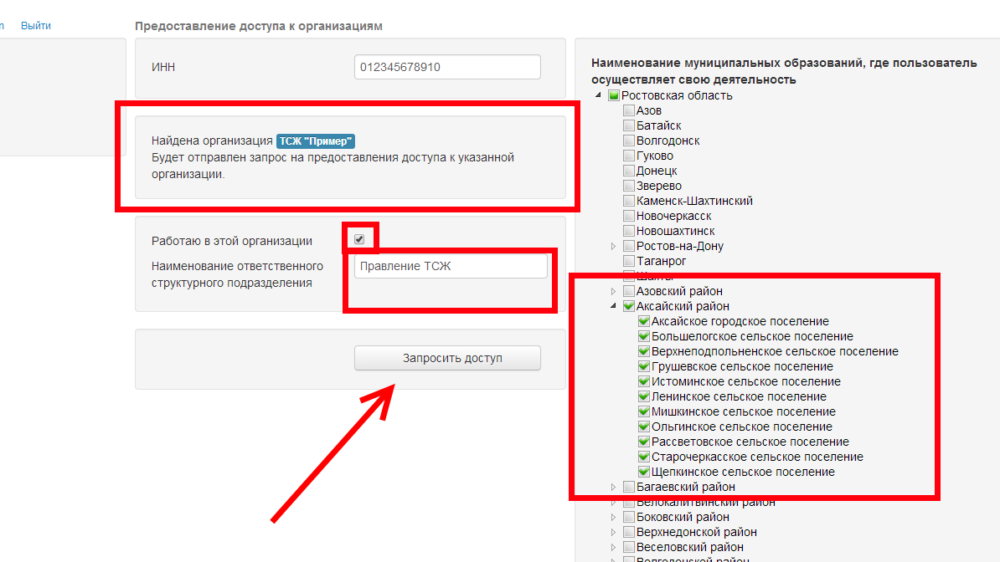 Выйти
Предоставление доступа к организациям
ИНН
012345678910
Найдена организация ТСЖ "Пример"
Будет отправлен запрос на предоставления доступа к указанной
организации.
Работаю в этой организации
Наименование ответственного
структурного подразделения
Правление ТСЖ
Запросить доступ
Наименование муниципальных образований, где пользователь
осуществляет свою деятельность
Ростовская область
Азов
Батайск
Волгодонск
Гуково
Донецк
Зверево
Каменск-Шахтинский
Новочеркасск
Новошахтинск
Ростов-на-Дону
Таганрог
Шахты
Азовский район
Аксайский район
Аксайское городское поселение
Большелогское сельское поселение
Верхнеподпольненское сельское поселение
Грушевское сельское поселение
Истоминское сельское поселение
Ленинское сельское поселение
Мишкинское сельское поселение
Ольгинское сельское поселение
Рассветовское сельское поселение
Старочеркасское сельское поселение
Щепкинское сельское поселение
Багаевский район
Белокалитвинский район
Боковский район
Верхнедонской район
Веселовский район
Волгодонской район